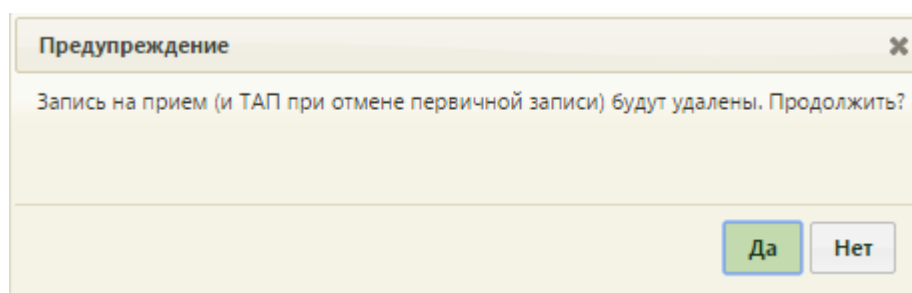 Предупреждение
Запись на прием (и ТАП при отмене первичной записи) будут удалены. Продолжить?
Да Нет